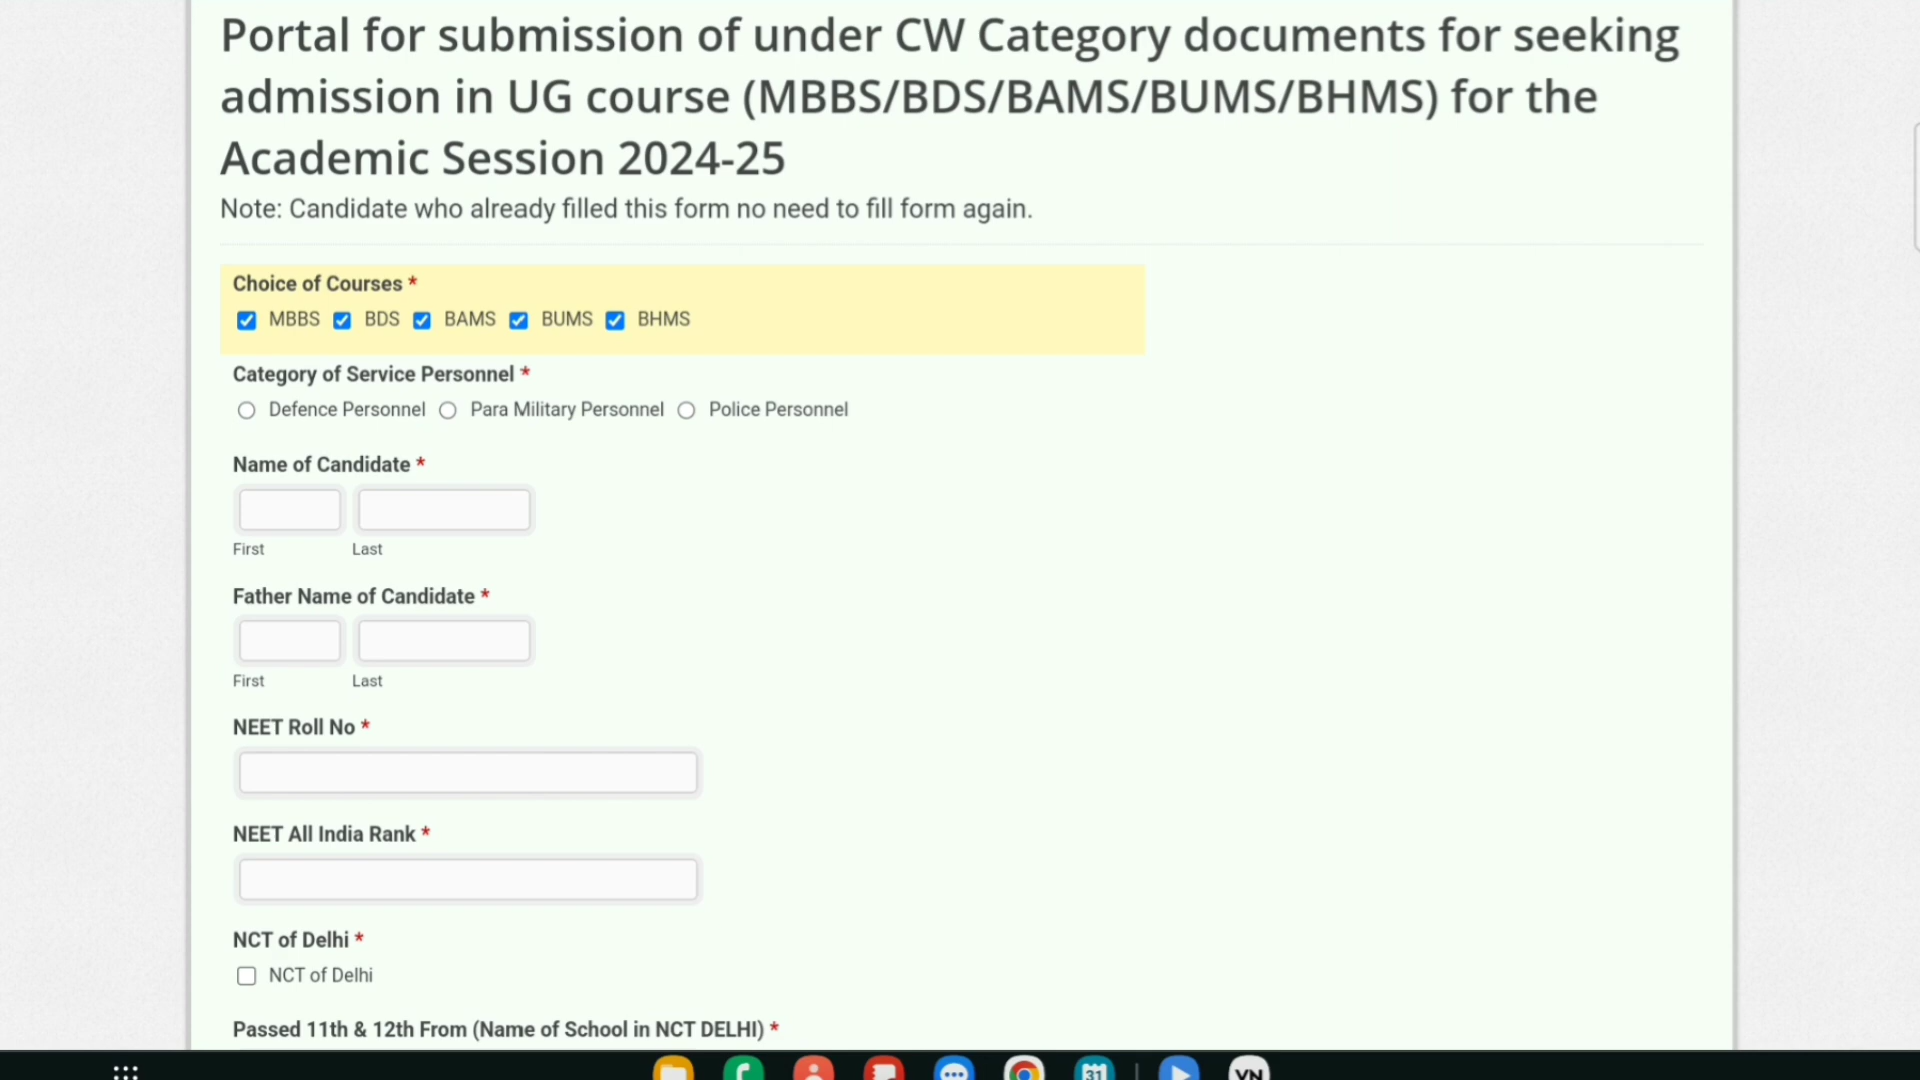 Portal for submission of under CW Category documents for seeking
admission in UG course (MBBS/BDS/BAMS/BUMS/BHMS) for the
Academic Session 2024-25
Note: Candidate who already filled this form no need to fill form again.
Choice of Courses *
MBBS BDS BAMS BUMS BHMS
Category of Service Personnel *
Defence Personnel Para Military Personnel Police Personnel
Name of Candidate *
First Last
Father Name of Candidate *
First Last
NEET Roll No *
NEET All India Rank *
NCT of Delhi *
NCT of Delhi
Passed 11th & 12th From (Name of School in NCT DELHI) *
31 VN